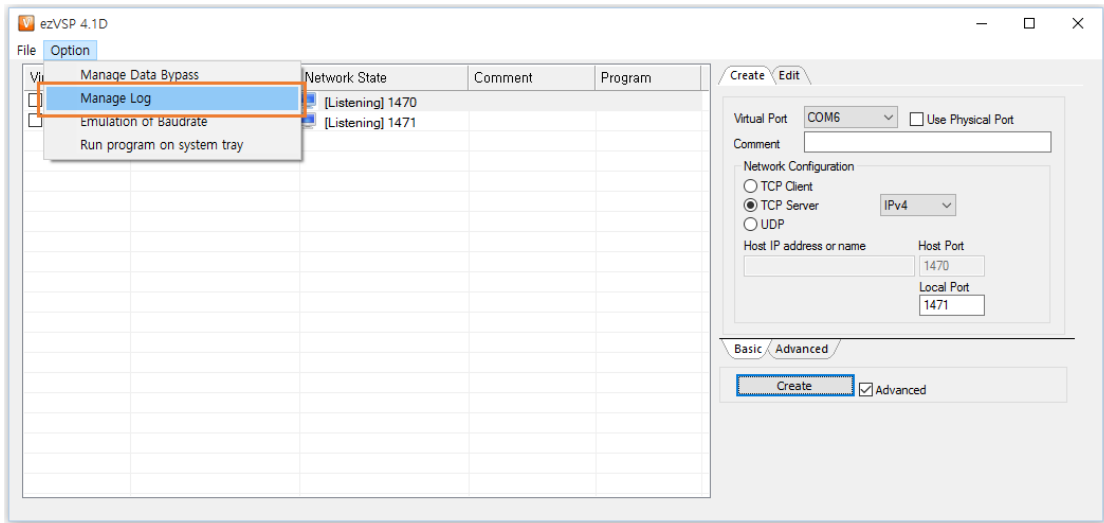 ezVSP 4.1D
File Option
Manage Data Bypass
Manage Log
Emulation of Baudrate
Run program on system tray
Network State Comment Program
[Listening] 1470
[Listening] 1471
Create Edit
Virtual Port COM6 Use Physical Port
Comment
Network Configuration
TCP Client
TCP Server IPv4
UDP
Host IP address or name Host Port
1470
Local Port
1471
Basic Advanced
Create Advanced